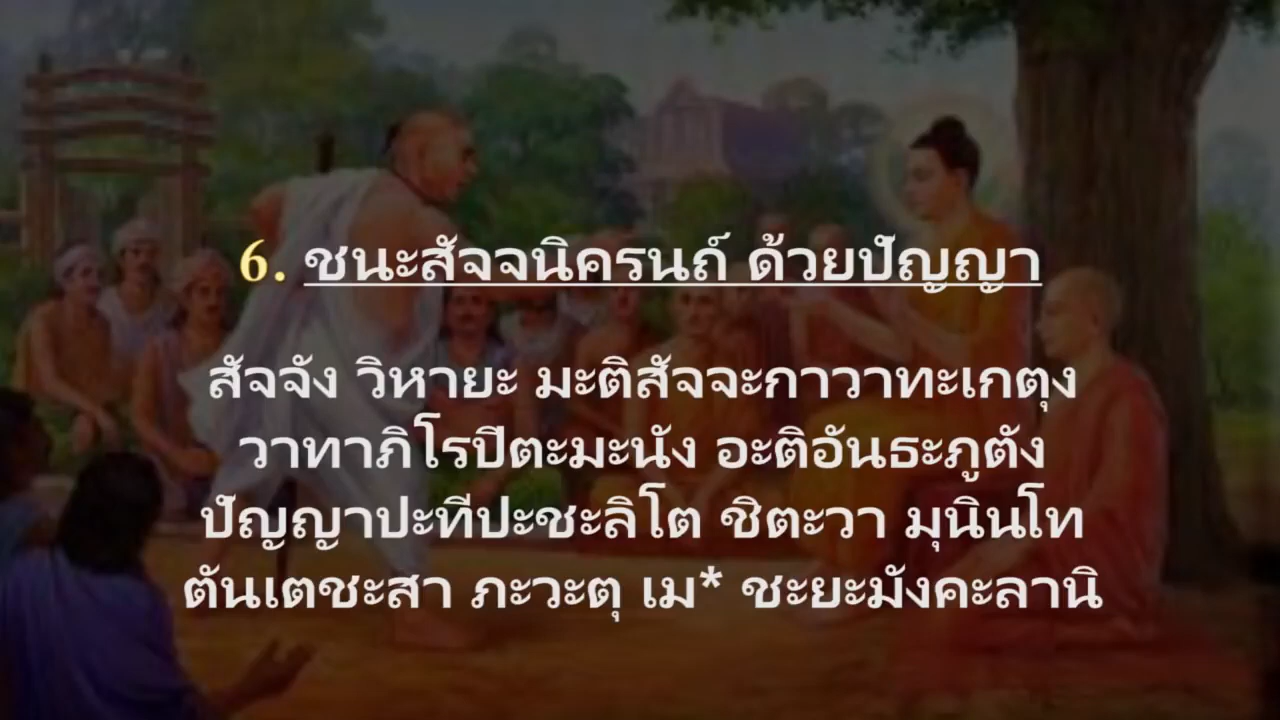 6. ชนะสัจจนิครนถ์ ด้วยปัญญา
สัจจัง วิหายะ มะติสัจจะกาวาทะเกตุง
วาทาภิโรปิตะมะนัง อะติอันธะภูตัง
ปัญญาปะทีปะชะลิโต ชิตะวา มุนินโท
ตันเตชะสา ภะวะตุ เม* ชะยะมังคะลานิ